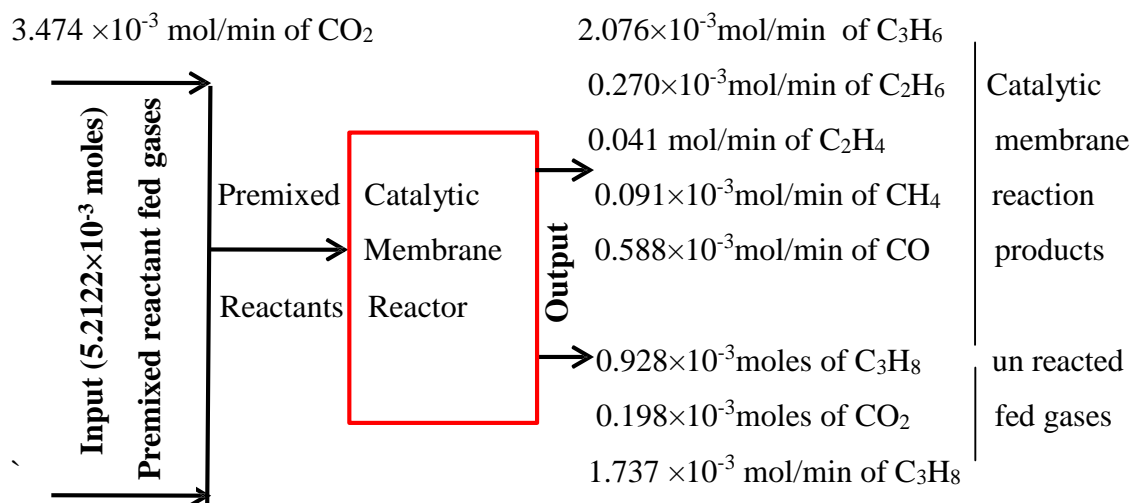 3.474 ×10⁻³ mol/min of CO₂
Input (5.2122×10⁻³ moles)
Premixed reactant fed gases
Premixed
Reactants
Catalytic
Membrane
Reactor
Output
2.076×10⁻³mol/min of C₃H₆
0.270×10⁻³mol/min of C₂H₆
0.041 mol/min of C₂H₄
0.091×10⁻³mol/min of CH₄
0.588×10⁻³mol/min of CO
Catalytic
membrane
reaction
products
0.928×10⁻³moles of C₃H₈
0.198×10⁻³moles of CO₂
un reacted
fed gases
1.737 ×10⁻³ mol/min of C₃H₈
`